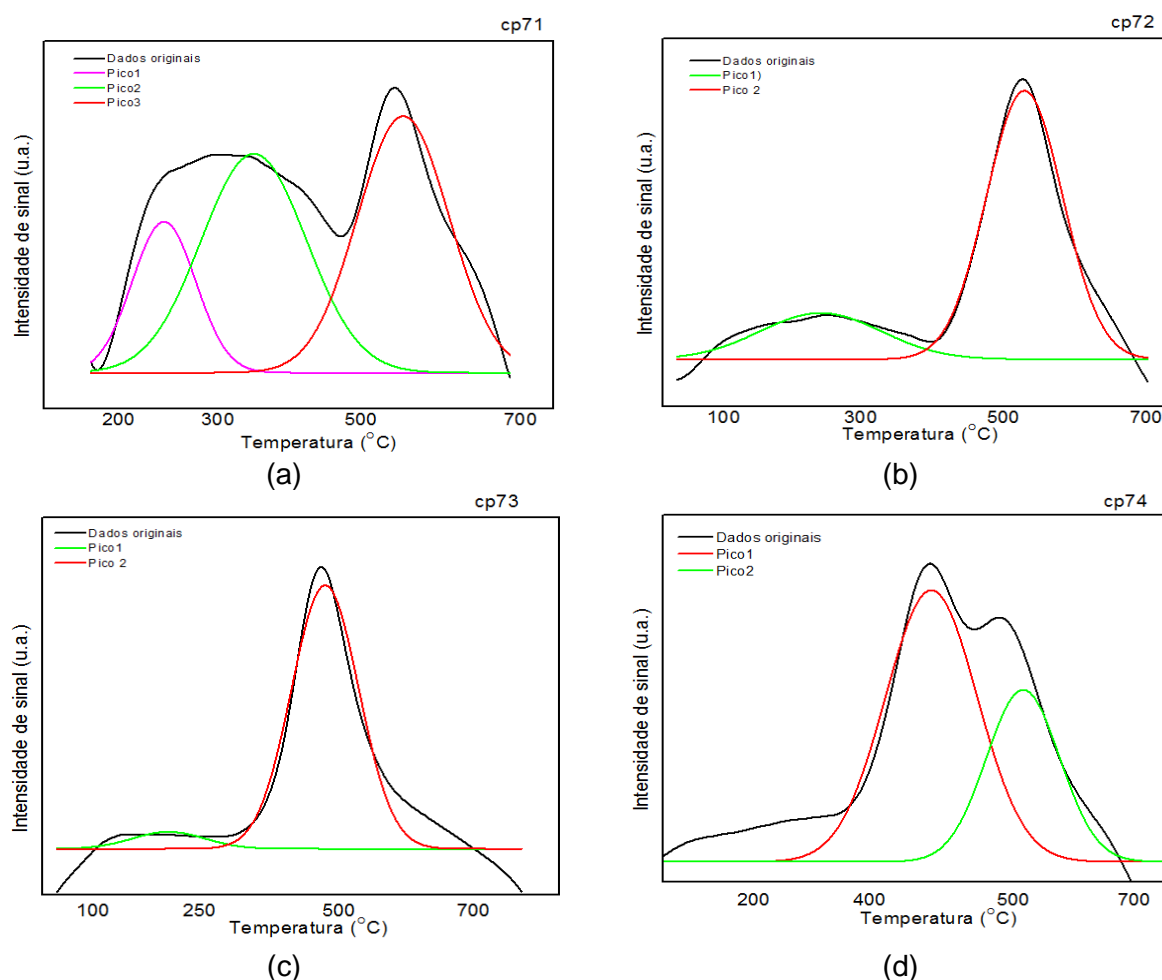 cp71
Dados originais
Pico1
Pico2
Pico3
Intensidade de sinal (u.a.)
200 300 500 700
Temperatura (°C)
(a)
cp72
Dados originais
Pico1)
Pico 2
Intensidade de sinal (u.a.)
100 300 500 700
Temperatura (°C)
(b)
cp73
Dados originais
Pico1
Pico 2
Intensidade de sinal (u.a.)
100 250 500 700
Temperatura (°C)
(c)
cp74
Dados originais
Pico1
Pico2
Intensidade de sinal (u.a.)
200 400 500 700
Temperatura (°C)
(d)